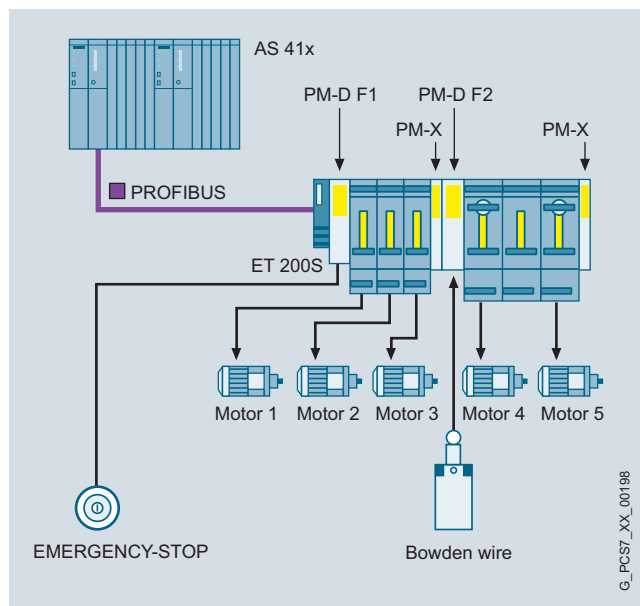 AS 41x
PM-D F1
PM-D F2
PM-X
PM-X
PROFIBUS
ET 200S
Motor 1
Motor 2
Motor 3
Motor 4
Motor 5
EMERGENCY-STOP
Bowden wire
G_PCS7_XX_00198